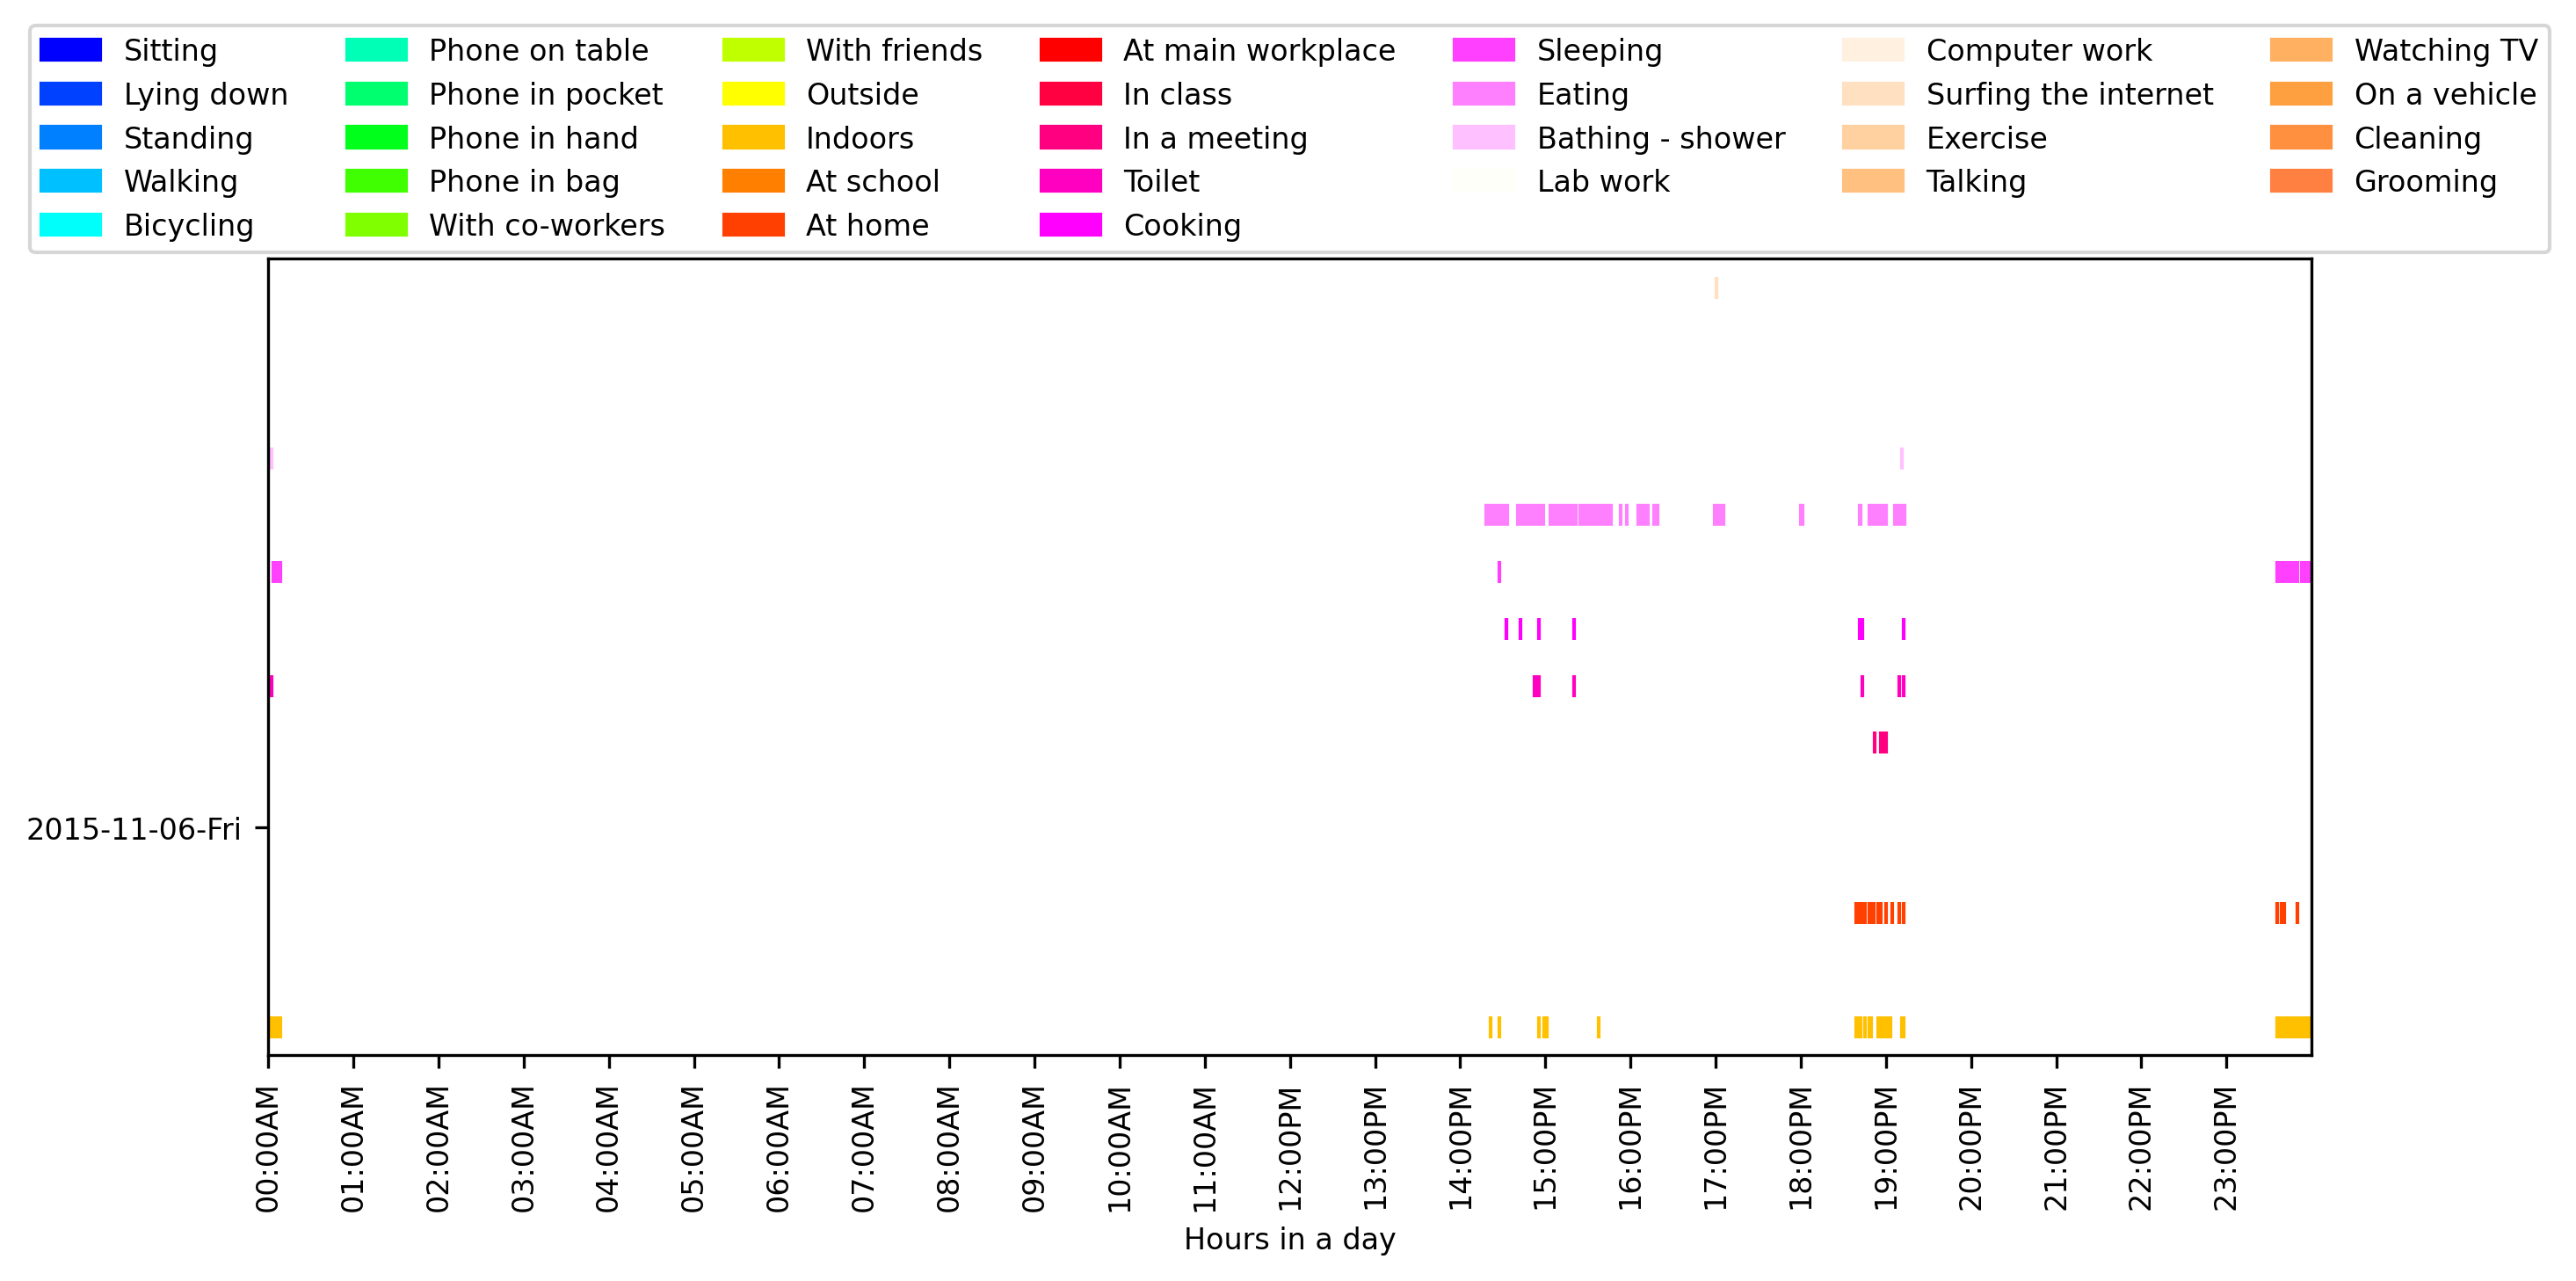 Sitting
Lying down
Standing
Walking
Bicycling
Phone on table
Phone in pocket
Phone in hand
Phone in bag
With co-workers
With friends
Outside
Indoors
At school
At home
At main workplace
In class
In a meeting
Toilet
Cooking
Sleeping
Eating
Bathing - shower
Lab work
Computer work
Surfing the internet
Exercise
Talking
Watching TV
On a vehicle
Cleaning
Grooming
2015-11-06-Fri
00:00AM
01:00AM
02:00AM
03:00AM
04:00AM
05:00AM
06:00AM
07:00AM
08:00AM
09:00AM
10:00AM
11:00AM
12:00PM
13:00PM
14:00PM
15:00PM
16:00PM
17:00PM
18:00PM
19:00PM
20:00PM
21:00PM
22:00PM
23:00PM
Hours in a day